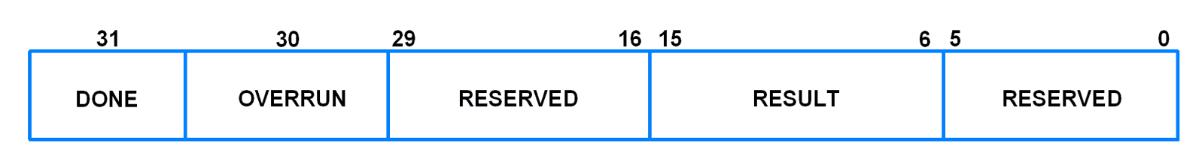 31 30 29 16 15 6 5 0
DONE OVERRUN RESERVED RESULT RESERVED